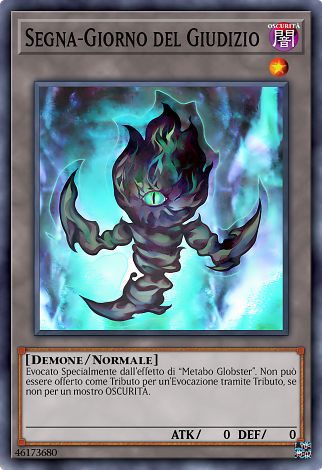 SEGNA-GIORNO DEL GIUDIZIO
OSCURITÀ
闇
[DEMONE/NORMALE]
Evocato Specialmente dall'effetto di "Metabo Globster". Non può
essere offerto come Tributo per un'Evocazione tramite Tributo, se
non per un mostro OSCURITÀ.
ATK/ 0 DEF/ 0
46173680